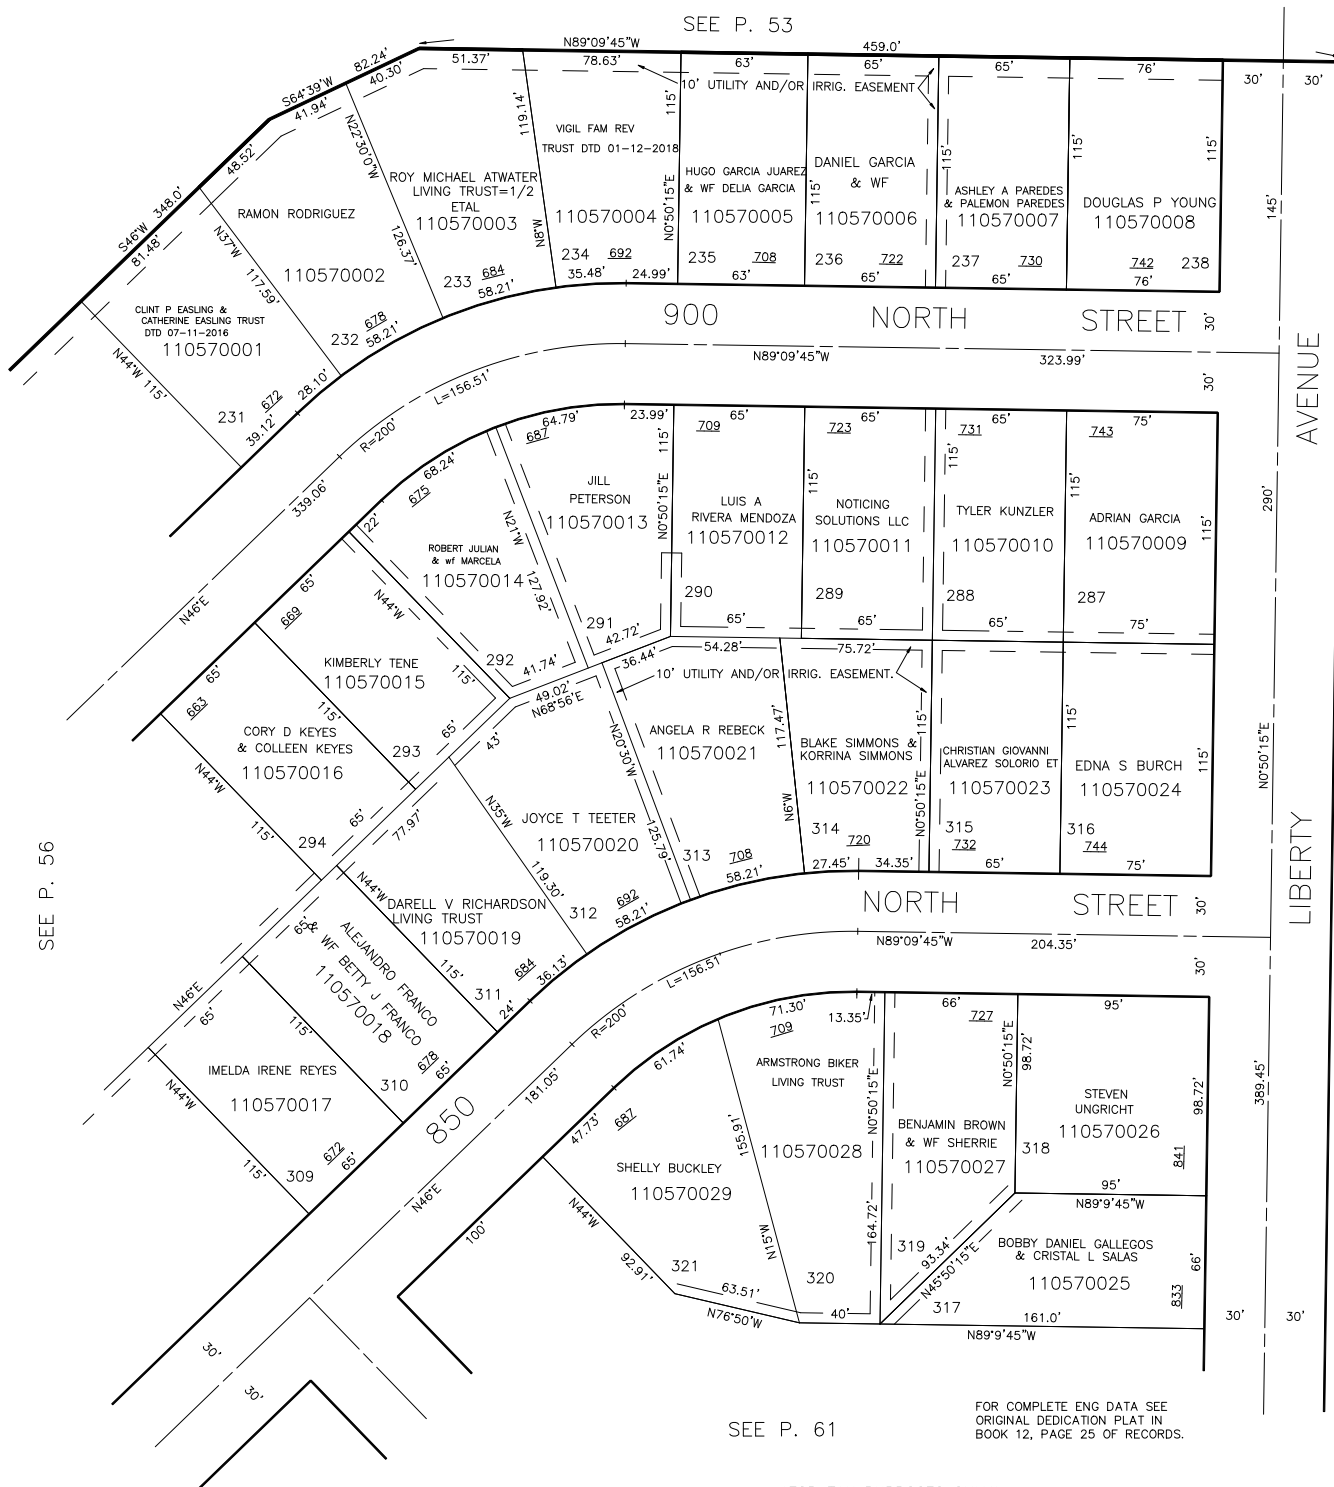 SEE P. 53
N89°09'45"W
459.0'
82.24'
S64°39'W
40.30'
41.94'
51.37'
78.63'
63'
65'
65'
76'
30'
30'
10' UTILITY AND/OR IRRIG. EASEMENT
S46°W 348.0'
48.52'
81.48'
CLINT P EASLING &
CATHERINE EASLING TRUST
DTD 07-11-2016
110570001
231
672
N44°W 115'
39.12'
28.10'
N37°W
117.59'
RAMON RODRIGUEZ
110570002
232
678
58.21'
N22°30'0"W
126.37'
ROY MICHAEL ATWATER
LIVING TRUST=1/2
ETAL
110570003
233
684
58.21'
119.14'
N8°W
VIGIL FAM REV
TRUST DTD 01-12-2018
110570004
234
692
35.48'
24.99'
115'
N0°50'15"E
HUGO GARCIA JUAREZ
& WF DELIA GARCIA
110570005
235
708
63'
115'
DANIEL GARCIA
& WF
110570006
236
722
65'
115'
ASHLEY A PAREDES
& PALEMON PAREDES
110570007
237
730
65'
115'
DOUGLAS P YOUNG
110570008
742
238
76'
115'
145'
900 NORTH STREET
30'
N89°09'45"W
323.99'
30'
L=156.51'
R=200'
339.06'
N46°E
AVENUE
290'
N0°50'15"E
LIBERTY
22'
68.24'
675
ROBERT JULIAN
& wf MARCELA
110570014
292
N44°W
115'
41.74'
N21°W
127.92'
64.79'
23.99'
687
JILL
PETERSON
110570013
291
42.72'
115'
N0°50'15"E
709
65'
LUIS A
RIVERA MENDOZA
110570012
290
65'
115'
723
65'
NOTICING
SOLUTIONS LLC
110570011
289
65'
115'
731
65'
TYLER KUNZLER
110570010
288
65'
115'
743
75'
ADRIAN GARCIA
110570009
287
75'
115'
65'
669
KIMBERLY TENE
110570015
293
115'
65'
65'
663
CORY D KEYES
& COLLEEN KEYES
110570016
294
N44°W
115'
65'
49.02'
N68°56'E
36.44'
54.28'
75.72'
10' UTILITY AND/OR IRRIG. EASEMENT.
43'
77.97'
N35°W
119.30'
JOYCE T TEETER
110570020
312
692
58.21'
N20°30'W
125.79'
ANGELA R REBECK
110570021
313
708
58.21'
117.47'
N6°W
BLAKE SIMMONS &
KORRINA SIMMONS
110570022
314
720
27.45'
34.35'
115'
N0°50'15"E
CHRISTIAN GIOVANNI
ALVAREZ SOLORIO ET
110570023
315
732
65'
115'
EDNA S BURCH
110570024
316
744
75'
115'
SEE P. 56
N44°W
DARELL V RICHARDSON
LIVING TRUST
110570019
115'
311
684
24'
36.13'
N46°E
65'
65'
ALEJANDRO FRANCO
& WF BETTY J FRANCO
110570018
115'
310
678
65'
IMELDA IRENE REYES
110570017
N44°W
115'
309
672
65'
850 NORTH STREET
30'
N89°09'45"W
204.35'
30'
L=156.51'
R=200'
181.05'
N46°E
100'
30'
30'
47.73'
687
61.74'
SHELLY BUCKLEY
110570029
321
N44°W
92.91'
63.51'
N76°50'W
155.91'
N15°W
71.30'
709
13.35'
ARMSTRONG BIKER
LIVING TRUST
110570028
320
40'
N0°50'15"E
164.72'
66'
727
BENJAMIN BROWN
& WF SHERRIE
110570027
319
93.34'
N45°50'15"E
N0°50'15"E
98.72'
95'
STEVEN
UNGRICHT
110570026
318
841
98.72'
95'
N89°9'45"W
BOBBY DANIEL GALLEGOS
& CRISTAL L SALAS
110570025
317
833
66'
161.0'
N89°9'45"W
389.45'
30'
30'
SEE P. 61
FOR COMPLETE ENG DATA SEE
ORIGINAL DEDICATION PLAT IN
BOOK 12, PAGE 25 OF RECORDS.